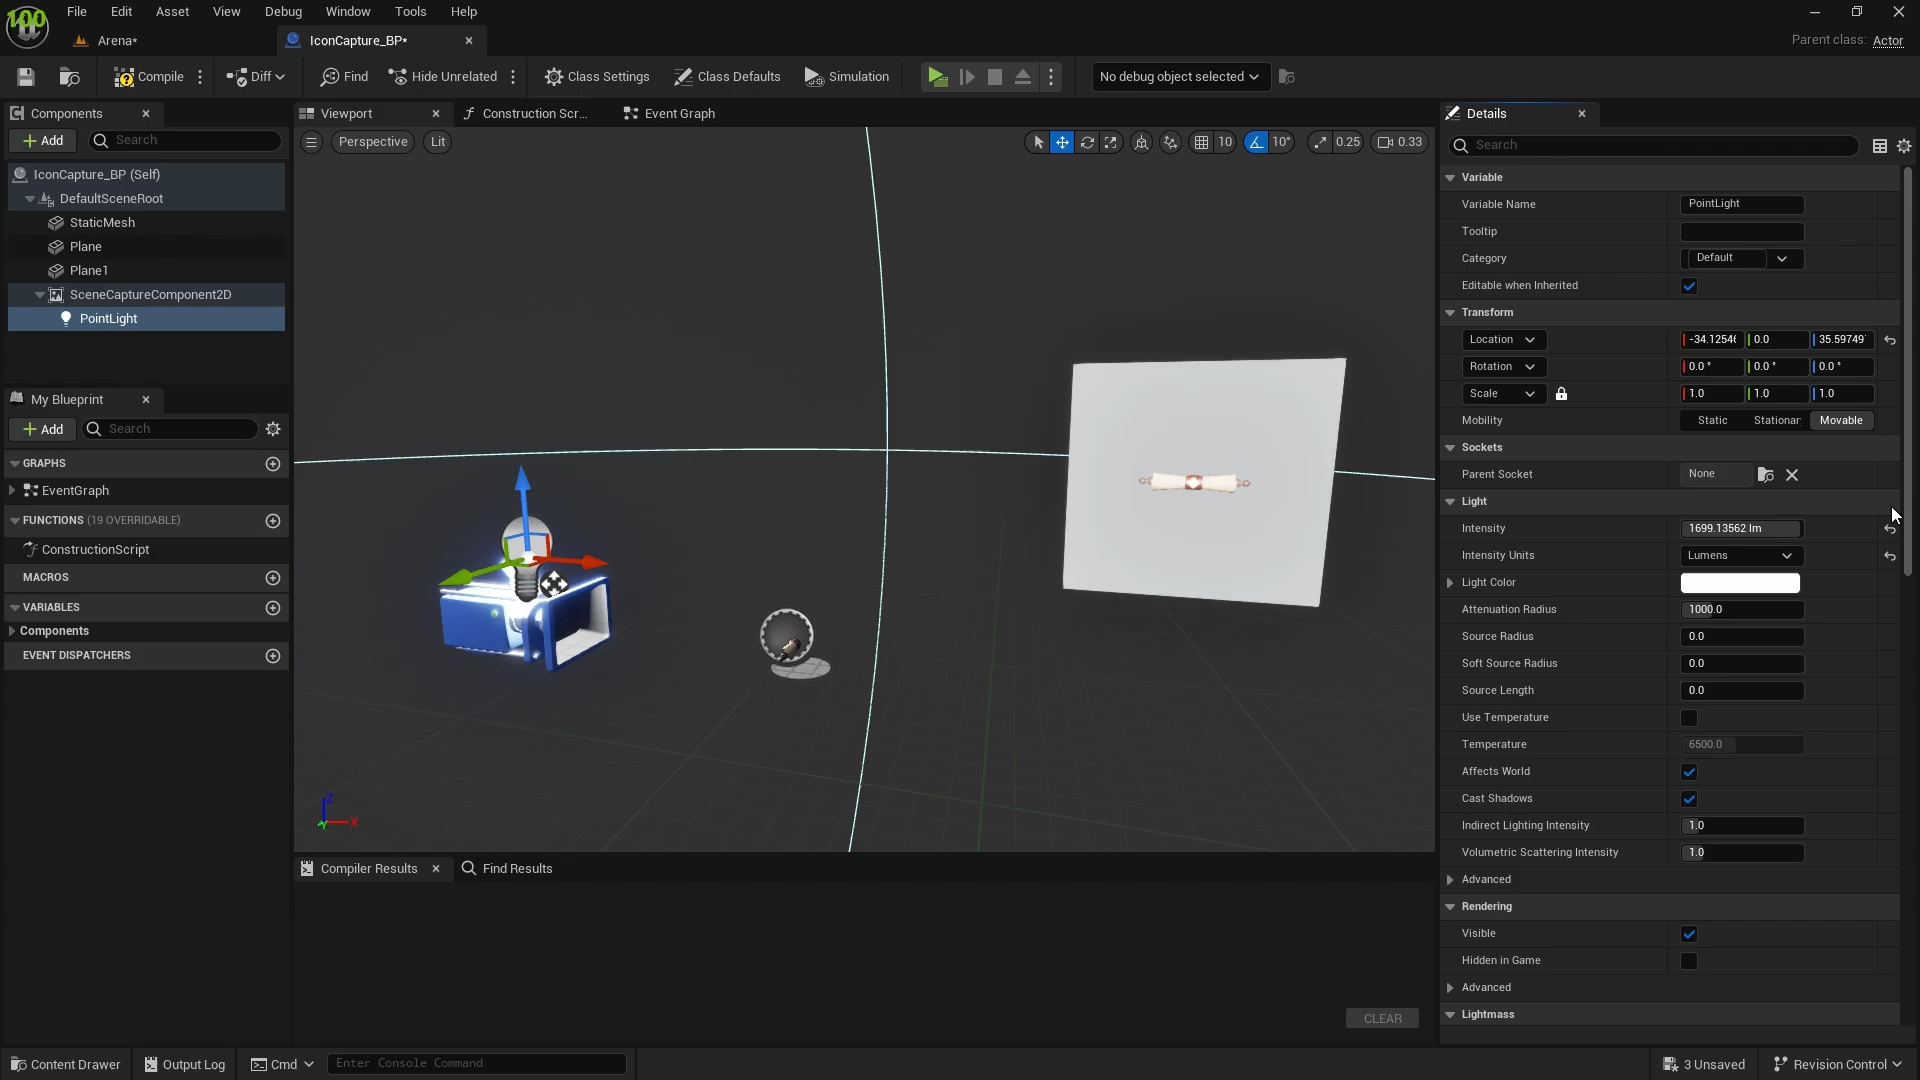 100
File Edit Asset View Debug Window Tools Help
Arena*
IconCapture_BP*
Parent class: Actor
Compile Diff Find Hide Unrelated Class Settings Class Defaults Simulation No debug object selected
Components
Add Search
IconCapture_BP (Self)
DefaultSceneRoot
StaticMesh
Plane
Plane1
SceneCaptureComponent2D
PointLight
My Blueprint
Add Search
GRAPHS
EventGraph
FUNCTIONS (19 OVERRIDABLE)
ConstructionScript
MACROS
VARIABLES
Components
EVENT DISPATCHERS
Viewport Construction Scr... Event Graph
Perspective Lit 10 10° 0.25 0.33
Z
X
Compiler Results Find Results
CLEAR
Details
Search
Variable
Variable Name PointLight
Tooltip
Category Default
Editable when Inherited
Transform
Location -34.1254 0.0 35.59749
Rotation 0.0 ° 0.0 ° 0.0 °
Scale 1.0 1.0 1.0
Mobility Static Stationar Movable
Sockets
Parent Socket None
Light
Intensity 1699.13562 lm
Intensity Units Lumens
Light Color
Attenuation Radius 1000.0
Source Radius 0.0
Soft Source Radius 0.0
Source Length 0.0
Use Temperature
Temperature 6500.0
Affects World
Cast Shadows
Indirect Lighting Intensity 1.0
Volumetric Scattering Intensity 1.0
Advanced
Rendering
Visible
Hidden in Game
Advanced
Lightmass
Content Drawer Output Log Cmd Enter Console Command 3 Unsaved Revision Control